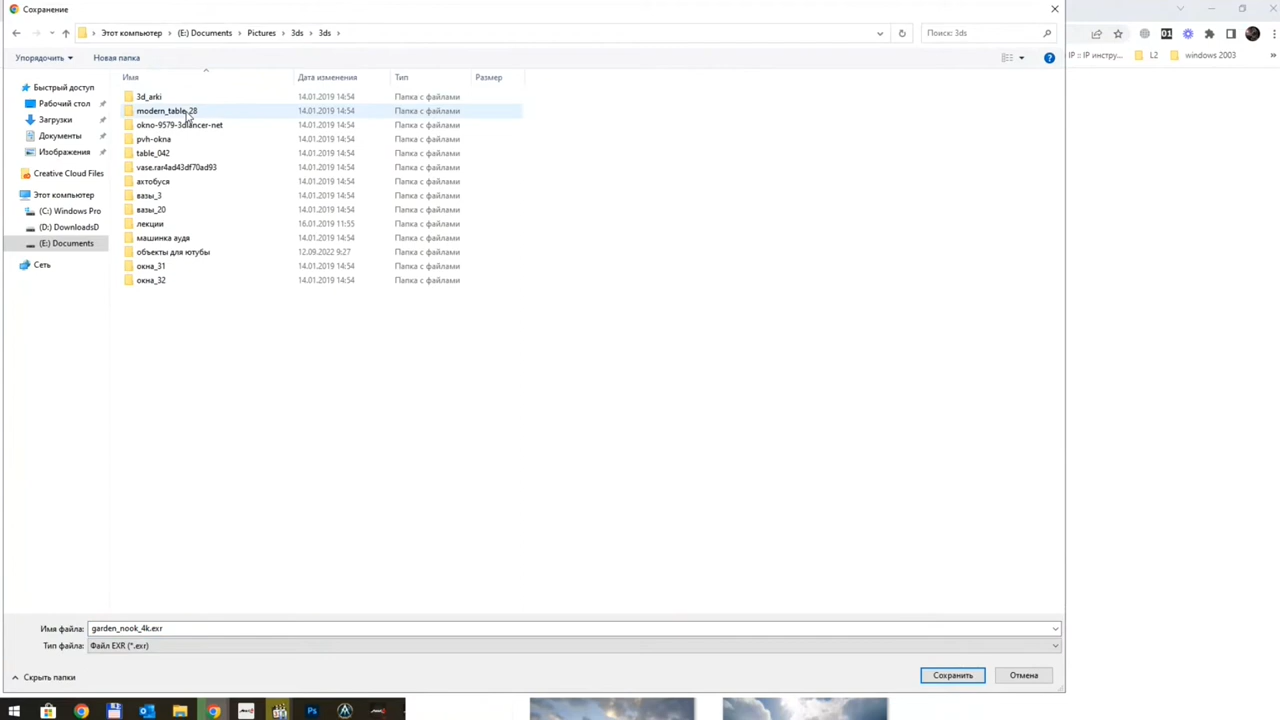 Сохранение
Этот компьютер > (E:) Documents > Pictures > 3ds > 3ds >
Поиск: 3ds
Упорядочить
Новая папка
Имя
Дата изменения
Тип
Размер
Быстрый доступ
Рабочий стол
Загрузки
Документы
Изображения
Creative Cloud Files
Этот компьютер
(C:) Windows Pro
(D:) DownloadsD
(E:) Documents
Сеть
3d_arki 14.01.2019 14:54 Папка с файлами
modern_table_28 14.01.2019 14:54 Папка с файлами
okno-9579-3dlancer-net 14.01.2019 14:54 Папка с файлами
pvh-okna 14.01.2019 14:54 Папка с файлами
table_042 14.01.2019 14:54 Папка с файлами
vase.rar4ad43df70ad93 14.01.2019 14:54 Папка с файлами
ахтобуся 14.01.2019 14:54 Папка с файлами
вазы_3 14.01.2019 14:54 Папка с файлами
вазы_20 14.01.2019 14:54 Папка с файлами
лекции 16.01.2019 11:55 Папка с файлами
машинка аудя 14.01.2019 14:54 Папка с файлами
объекты для ютубы 12.09.2022 9:27 Папка с файлами
окна_31 14.01.2019 14:54 Папка с файлами
окна_32 14.01.2019 14:54 Папка с файлами
Имя файла: garden_nook_4k.exr
Тип файла: Файл EXR (*.exr)
Скрыть папки
Сохранить
Отмена
01
IP :: IP инстру...
L2
windows 2003
Ps